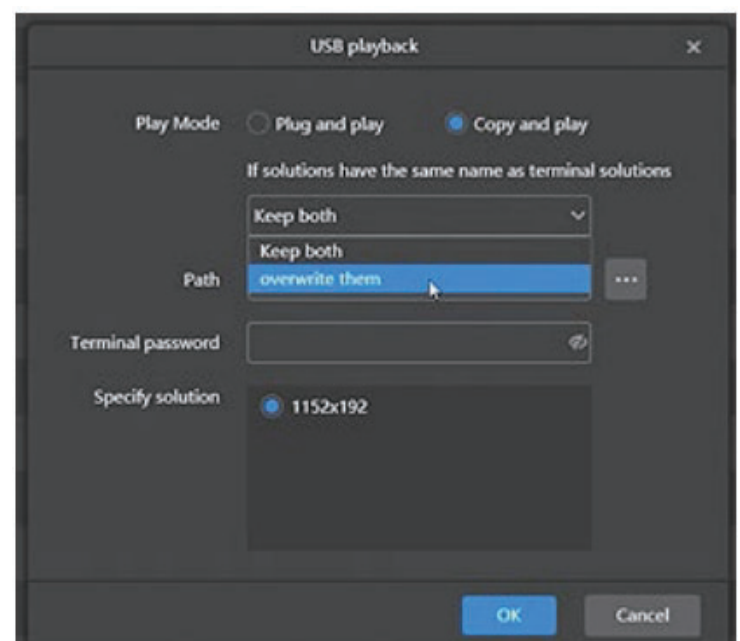 USB playback
Play Mode Plug and play Copy and play
If solutions have the same name as terminal solutions
Keep both
Keep both
Path overwrite them
Terminal password
Specify solution 1152x192
OK Cancel